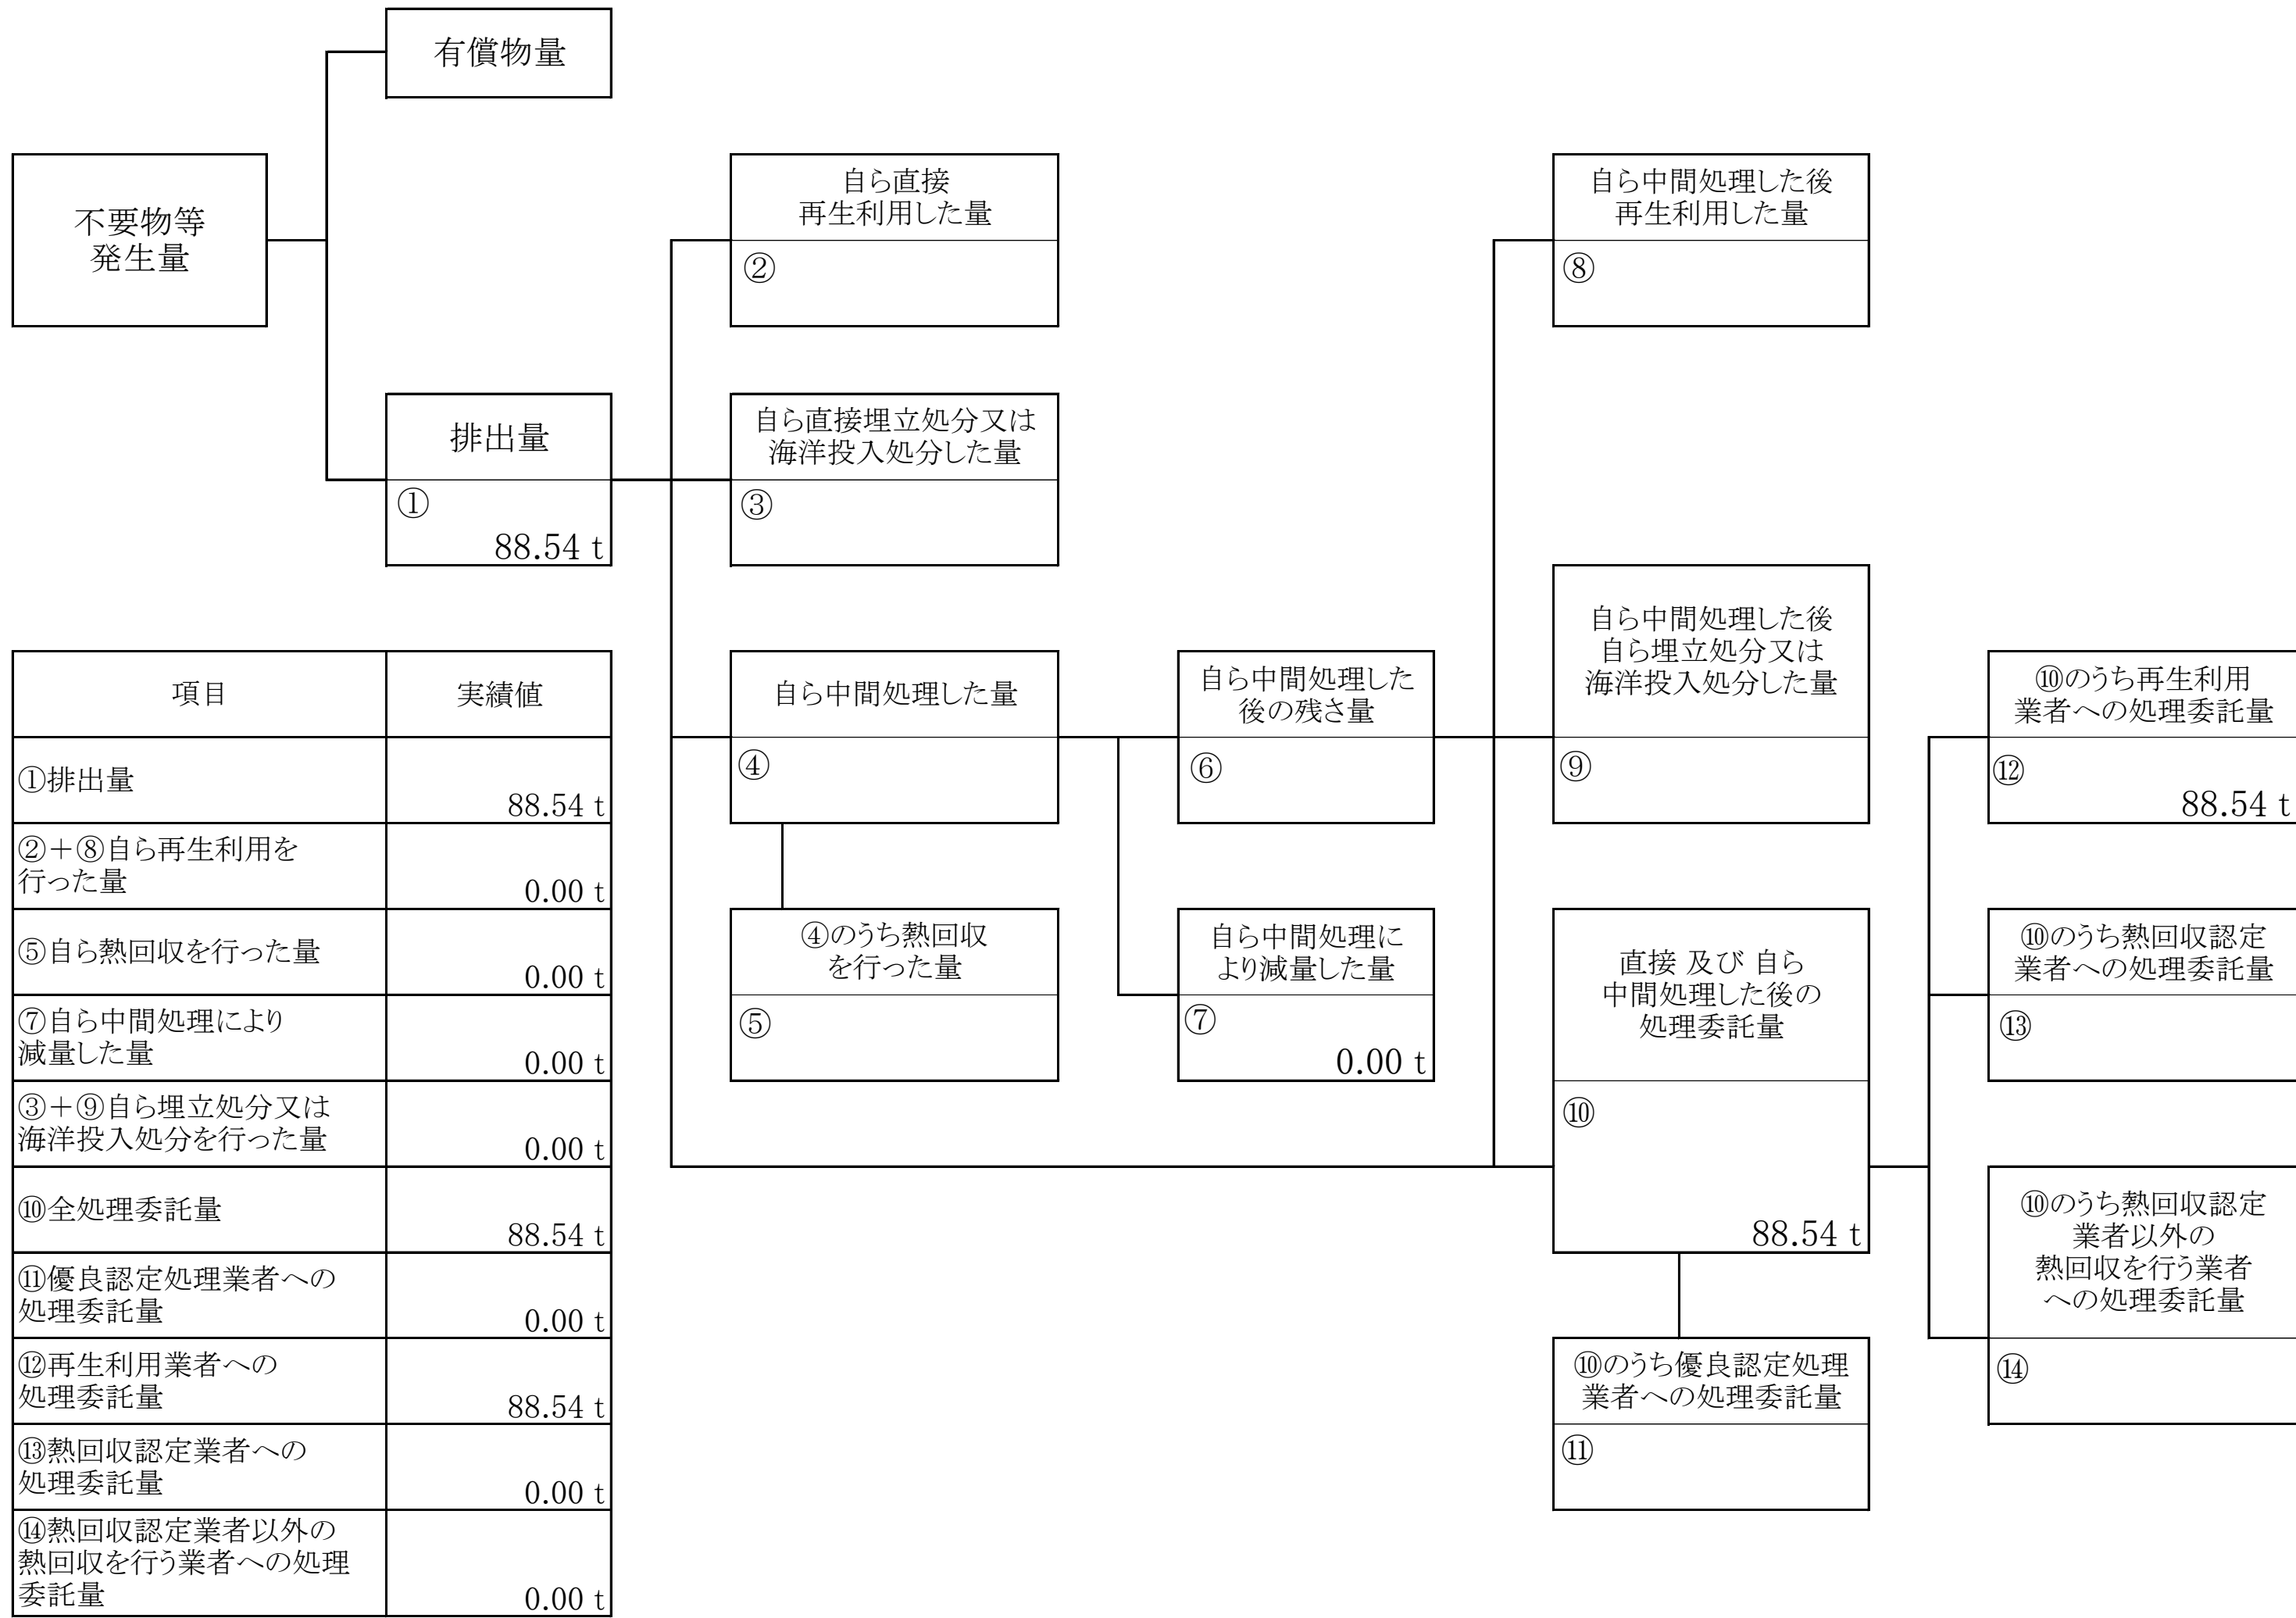 有償物量
不要物等
発生量
自ら直接
再生利用した量
②
自ら中間処理した後
再生利用した量
⑧
排出量
①
88.54 t
自ら直接埋立処分又は
海洋投入処分した量
③
自ら中間処理した後
自ら埋立処分又は
海洋投入処分した量
⑨
自ら中間処理した量
④
自ら中間処理した
後の残さ量
⑥
⑩のうち再生利用
業者への処理委託量
⑫
88.54 t
④のうち熱回収
を行った量
⑤
自ら中間処理に
より減量した量
⑦
0.00 t
直接 及び 自ら
中間処理した後の
処理委託量
⑩
88.54 t
⑩のうち熱回収認定
業者への処理委託量
⑬
⑩のうち熱回収認定
業者以外の
熱回収を行う業者
への処理委託量
⑭
⑩のうち優良認定処理
業者への処理委託量
⑪
項目 実績値
①排出量
88.54 t
②＋⑧自ら再生利用を
行った量
0.00 t
⑤自ら熱回収を行った量
0.00 t
⑦自ら中間処理により
減量した量
0.00 t
③＋⑨自ら埋立処分又は
海洋投入処分を行った量
0.00 t
⑩全処理委託量
88.54 t
⑪優良認定処理業者への
処理委託量
0.00 t
⑫再生利用業者への
処理委託量
88.54 t
⑬熱回収認定業者への
処理委託量
0.00 t
⑭熱回収認定業者以外の
熱回収を行う業者への処理
委託量
0.00 t